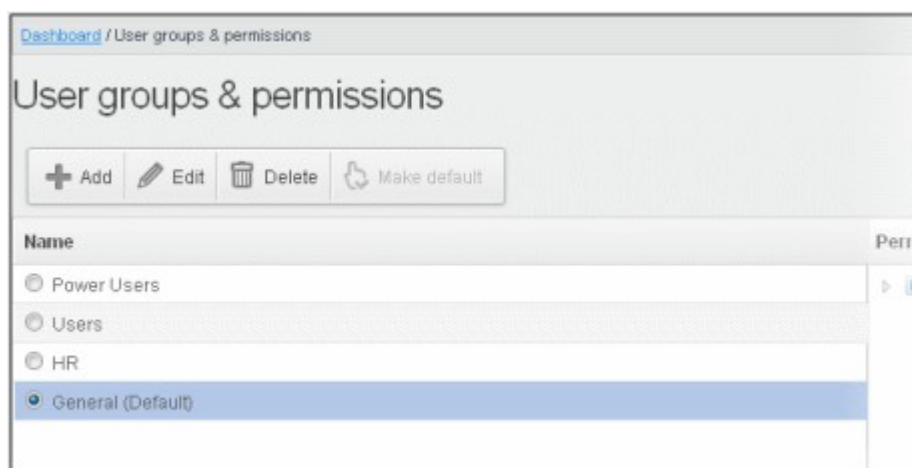 Dashboard / User groups & permissions
User groups & permissions
Add Edit Delete Make default
Name
Power Users
Users
HR
General (Default)